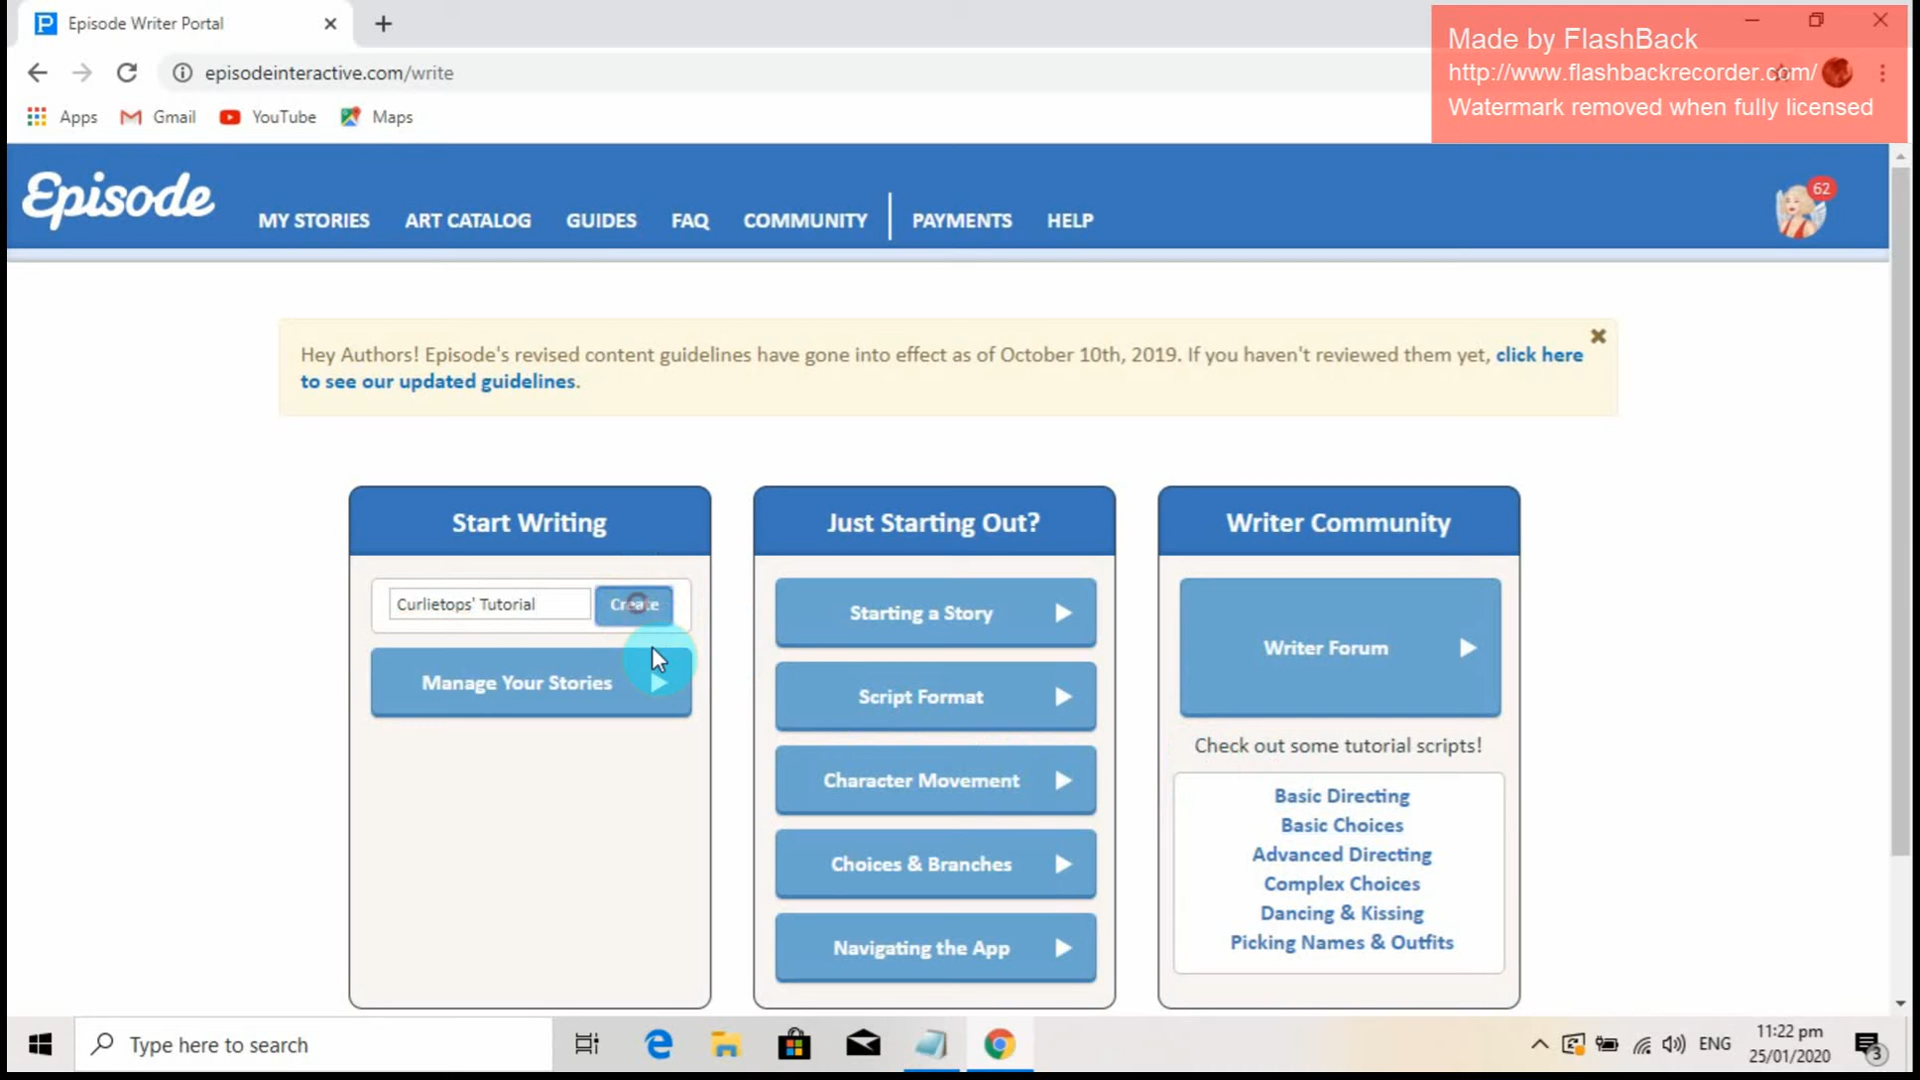 Episode Writer Portal
Made by FlashBack
http://www.flashbackrecorder.com/
Watermark removed when fully licensed
episodeinteractive.com/write
Apps Gmail YouTube Maps
Episode
MY STORIES ART CATALOG GUIDES FAQ COMMUNITY PAYMENTS HELP
62
Hey Authors! Episode's revised content guidelines have gone into effect as of October 10th, 2019. If you haven't reviewed them yet, click here
to see our updated guidelines.
Start Writing
Curlietops' Tutorial Create
Manage Your Stories
Just Starting Out?
Starting a Story
Script Format
Character Movement
Choices & Branches
Navigating the App
Writer Community
Writer Forum
Check out some tutorial scripts!
Basic Directing
Basic Choices
Advanced Directing
Complex Choices
Dancing & Kissing
Picking Names & Outfits
Type here to search
ENG
11:22 pm
25/01/2020
3